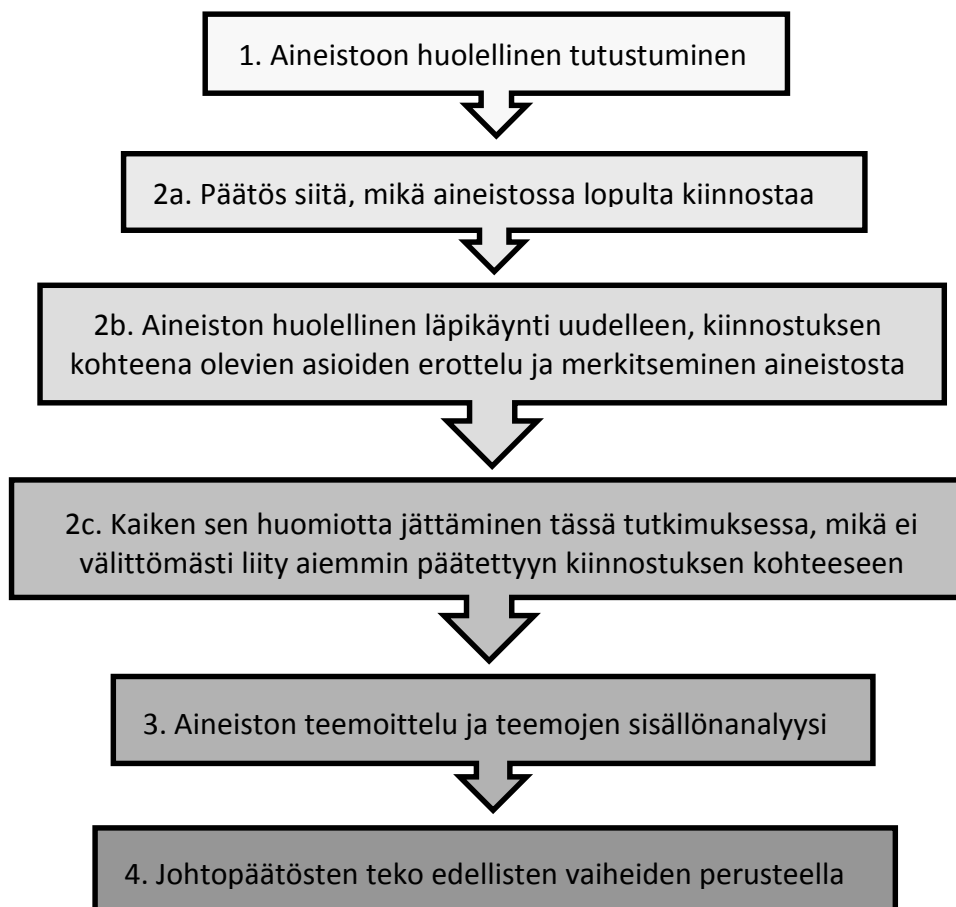 1. Aineistoon huolellinen tutustuminen
2a. Päätös siitä, mikä aineistossa lopulta kiinnostaa
2b. Aineiston huolellinen läpikäynti uudelleen, kiinnostuksen
kohteena olevien asioiden erottelu ja merkitseminen aineistosta
2c. Kaiken sen huomiotta jättäminen tässä tutkimuksessa, mikä ei
välittömästi liity aiemmin päätettyyn kiinnostuksen kohteeseen
3. Aineiston teemoittelu ja teemojen sisällönanalyysi
4. Johtopäätösten teko edellisten vaiheiden perusteella